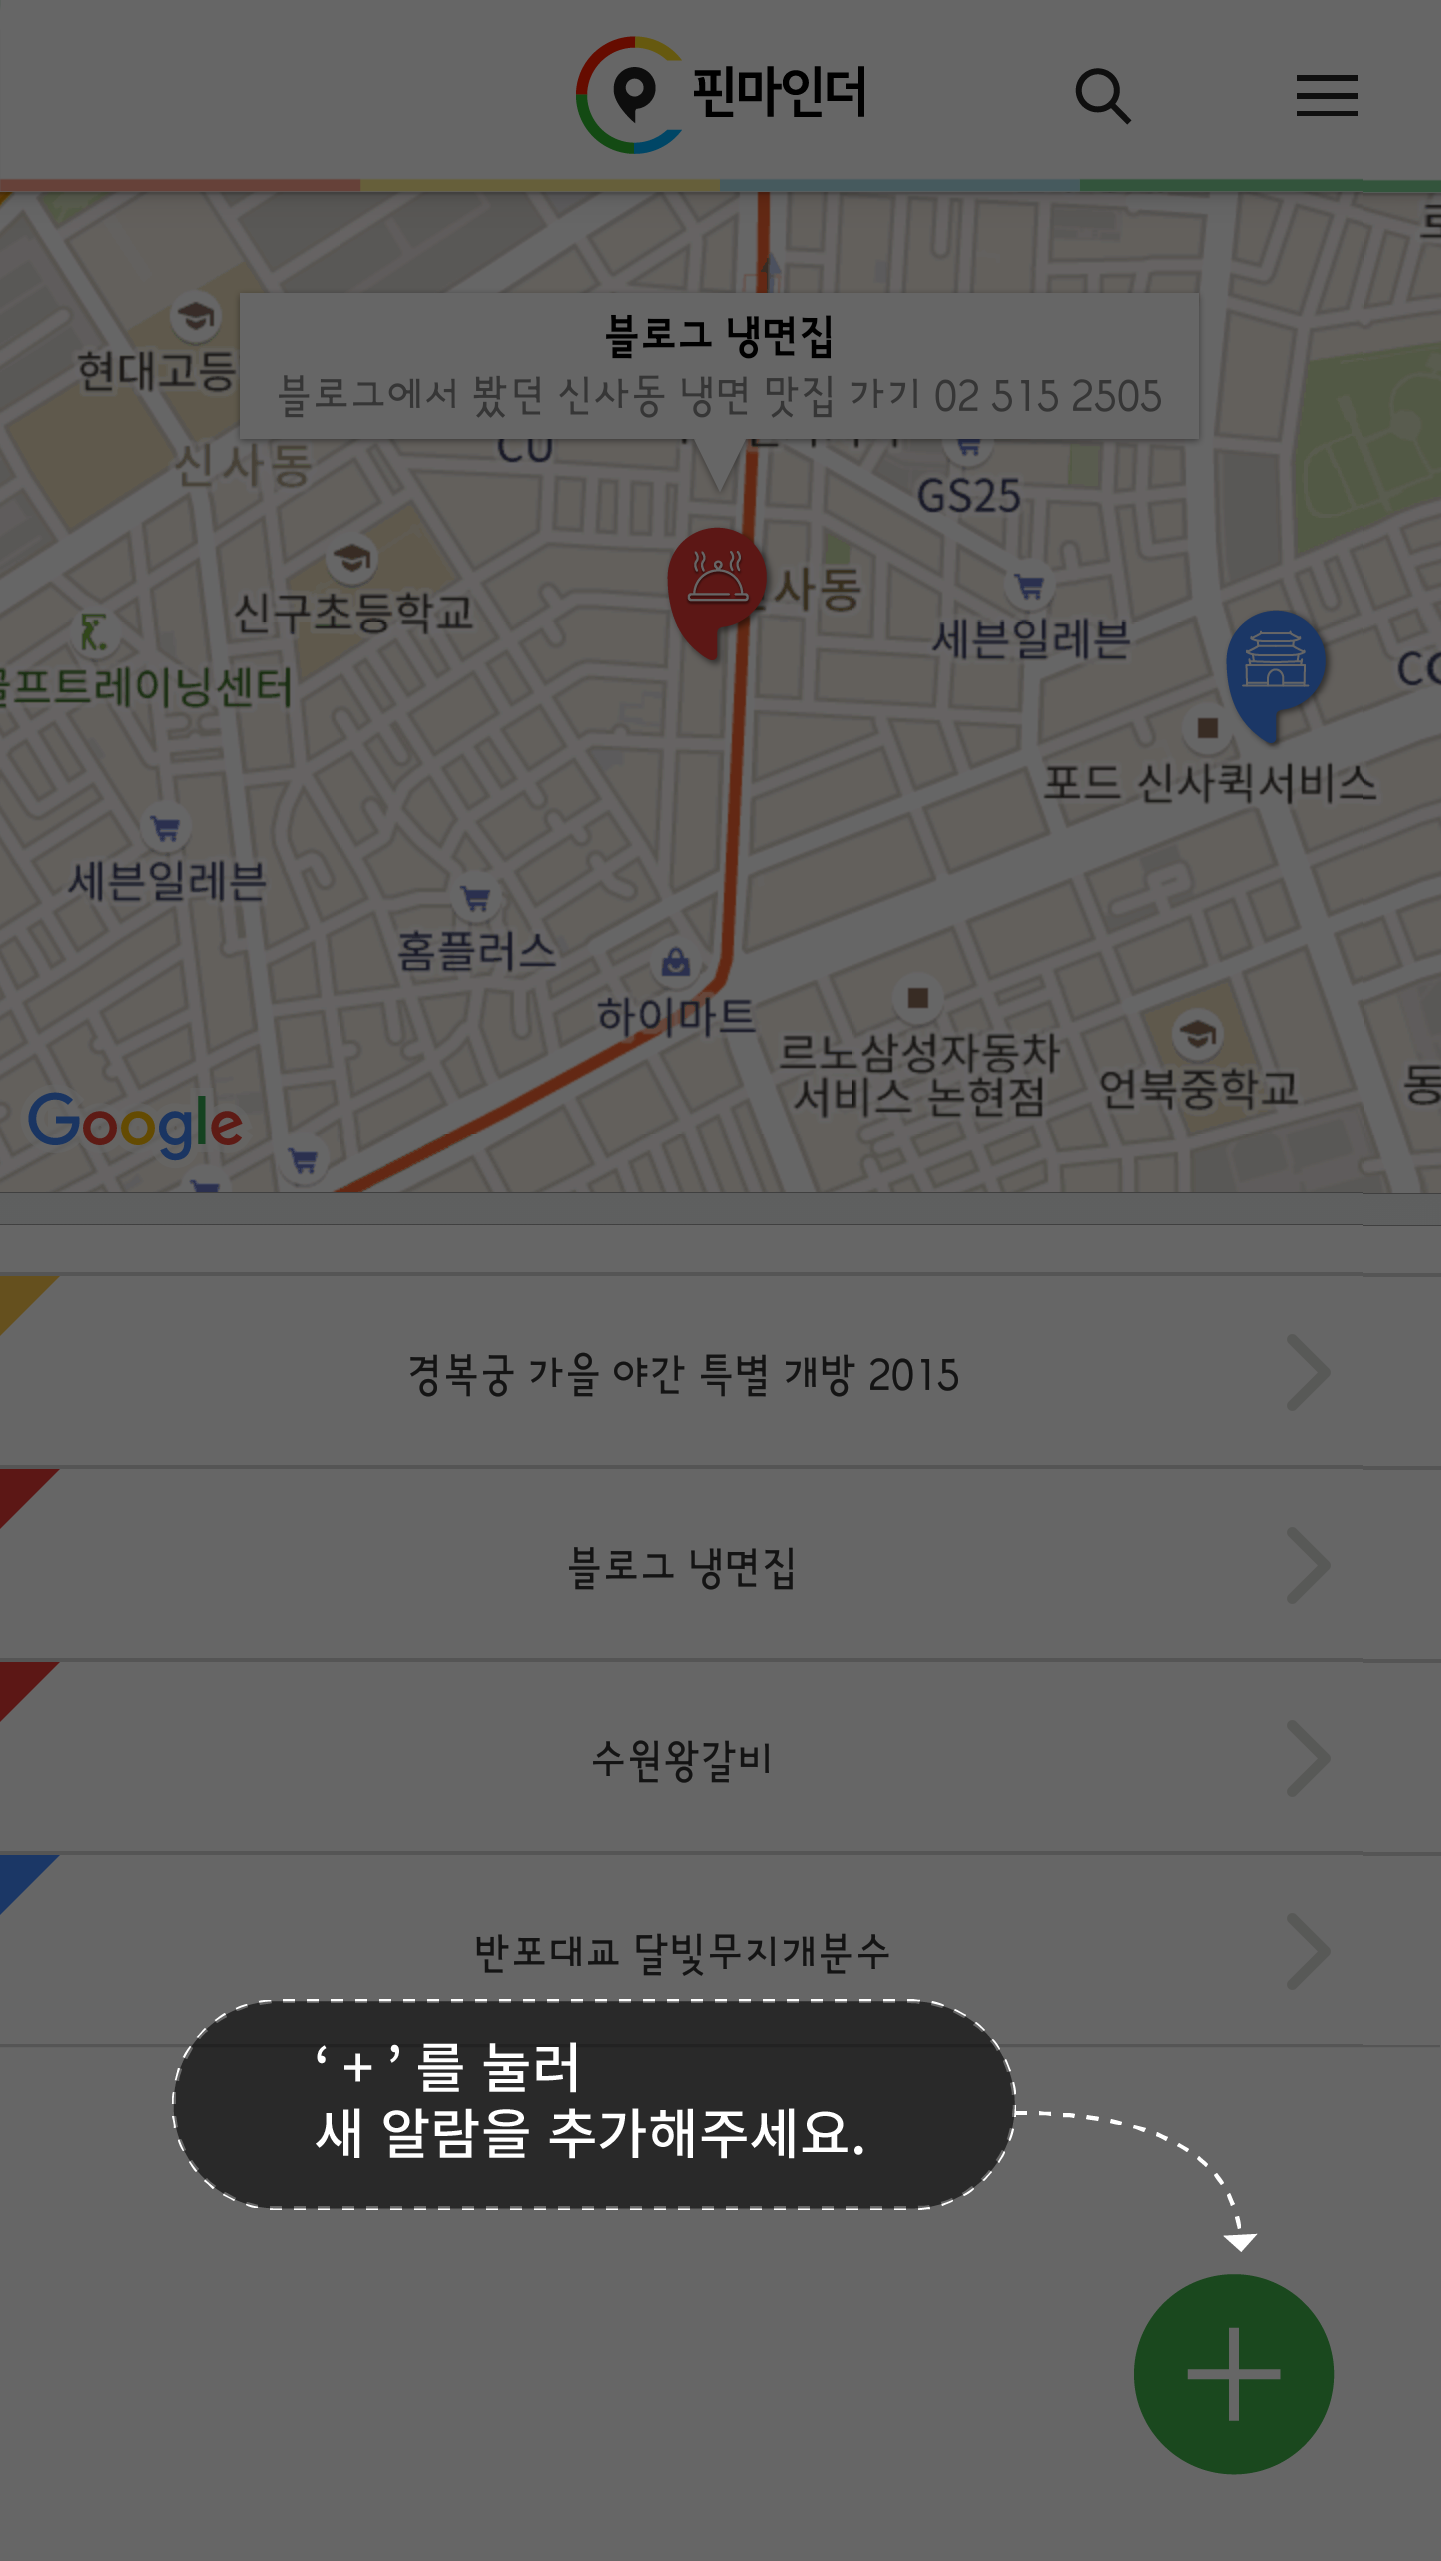 핀마인더
블로그 냉면집
블로그에서 봤던 신사동 냉면 맛집 가기 02 515 2505
현대고등
신사동
CU
GS25
신구초등학교
사동
세븐일레븐
골프트레이닝센터
포드 신사퀵서비스
세븐일레븐
홈플러스
하이마트
르노삼성자동차
서비스 논현점
언북중학교
Google
경복궁 가을 야간 특별 개방 2015
블로그 냉면집
수원왕갈비
반포대교 달빛무지개분수
‘ + ’ 를 눌러
새 알람을 추가해주세요.